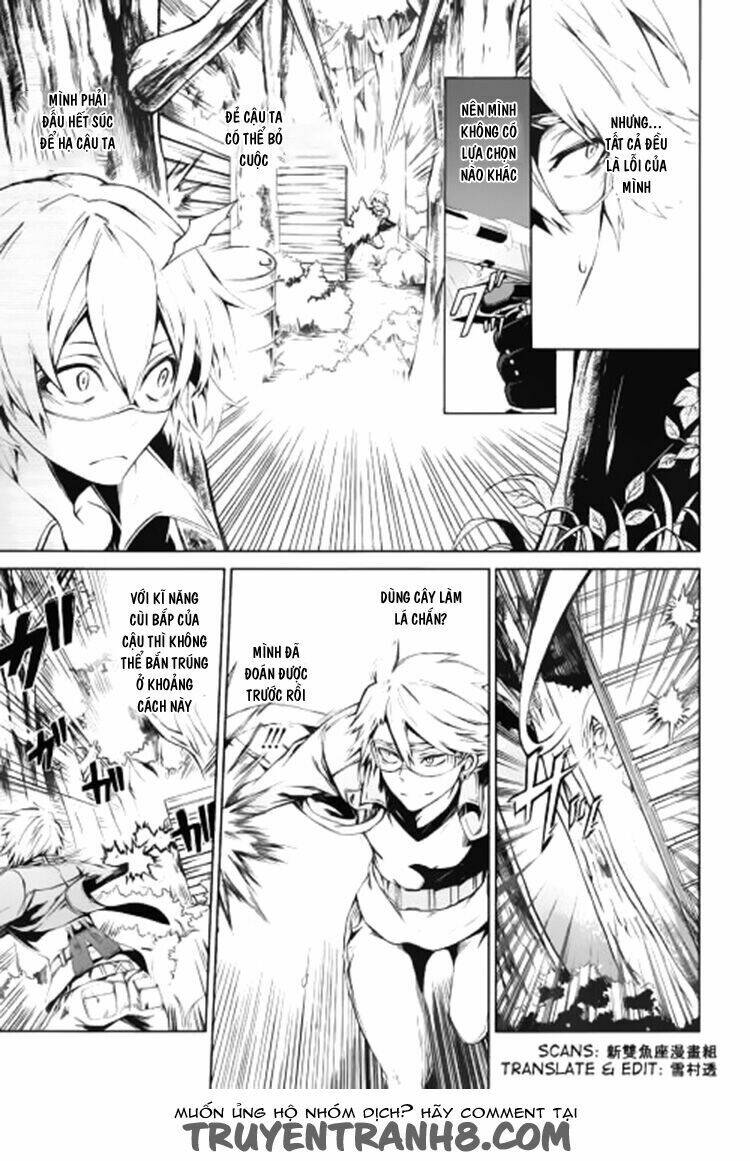 NHƯNG...
TẤT CẢ ĐỀU
LÀ LỖI CỦA
MÌNH
NÊN MÌNH
KHÔNG CÓ
LỰA CHỌN
NÀO KHÁC
ĐẺ CẬU TA
CÓ THỂ BỎ
CUỘC
MÌNH PHẢI
ĐẤU HẾT SÚC
ĐỂ HẠ CẬU TA
DÙNG CÂY LÀM
LÁ CHẮN?
MÌNH ĐÃ
ĐOÁN ĐƯỢC
TRƯỚC RỒI
VỚI KĨ NĂNG
CÙI BẮP CỦA
CẬU THÌ KHÔNG
THỂ BẮN TRÚNG
Ở KHOẢNG
CÁCH NÀY
SCANS: 新雙魚座漫畫組
TRANSLATE & EDIT: 雪村透
MUỐN ỦNG HỘ NHÓM DỊCH? HÃY COMMENT TẠI
TRUYENTRANH8.COM